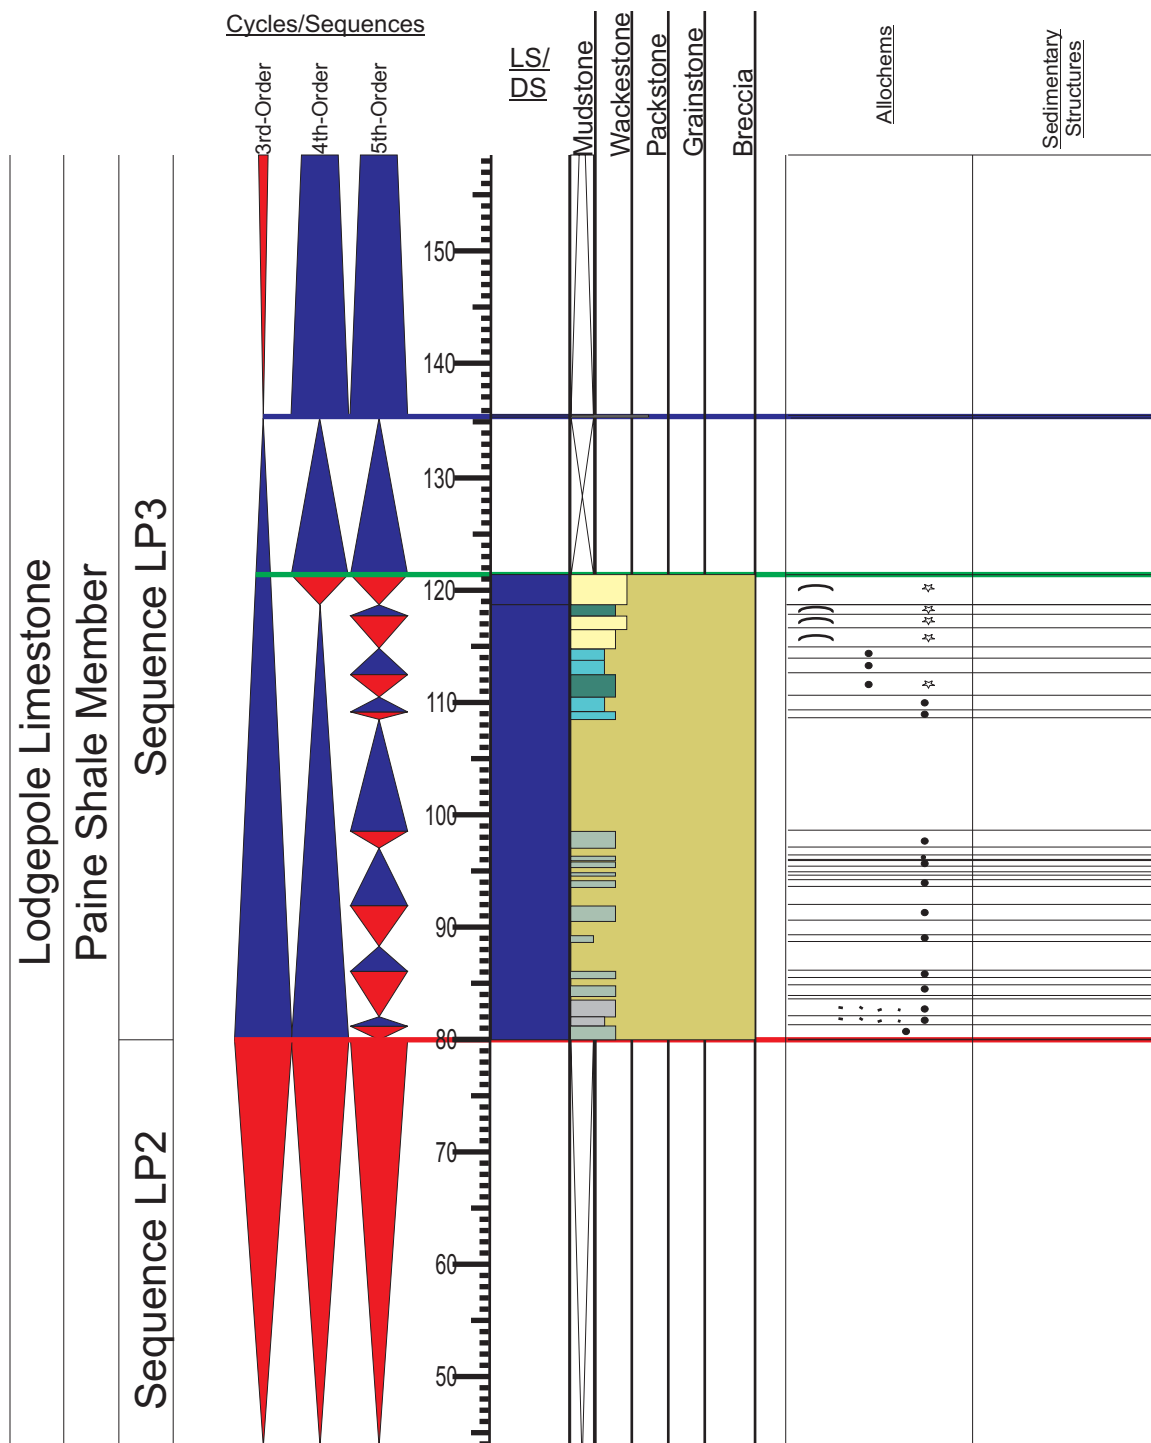 Cycles/Sequences
3rd-Order
4th-Order
5th-Order
LS/
DS
Mudstone
Wackestone
Packstone
Grainstone
Breccia
Allochems
Sedimentary
Structures
Lodgepole Limestone
Paine Shale Member
Sequence LP3
Sequence LP2
150
140
130
120
110
100
90
80
70
60
50